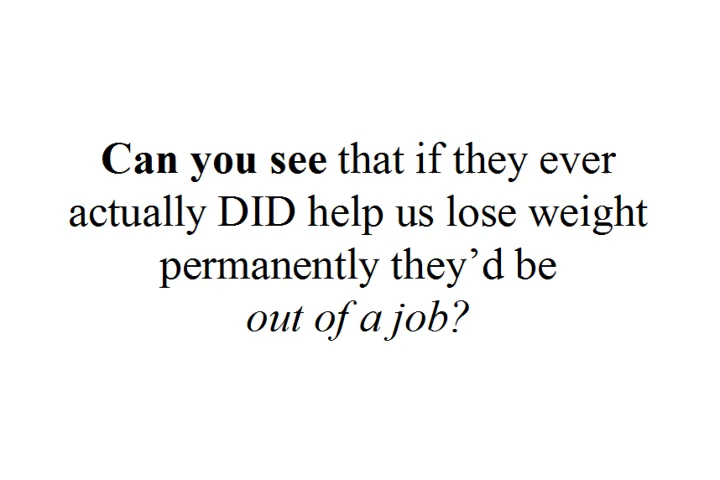 Can you see that if they ever
actually DID help us lose weight
permanently they’d be
out of a job?